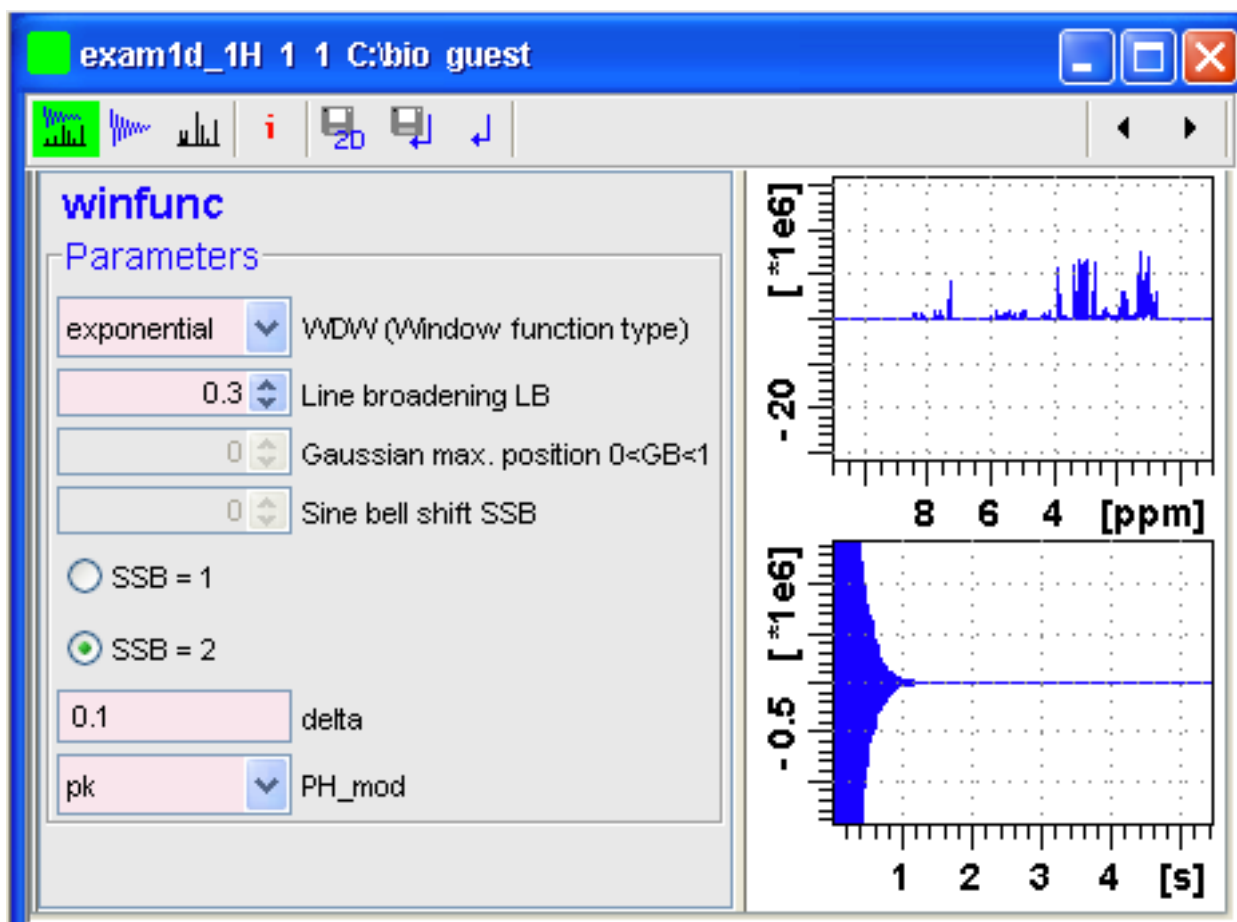 exam1d_1H 1 1 C:\bio guest
i
2D
winfunc
Parameters
exponential WDW (Window function type)
0.3 Line broadening LB
0 Gaussian max. position 0<GB<1
0 Sine bell shift SSB
SSB = 1
SSB = 2
0.1 delta
pk PH_mod
[ *1e6]
- 20
8 6 4 [ppm]
[ *1e6]
- 0.5
1 2 3 4 [s]